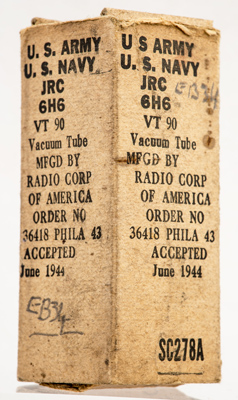 U. S. ARMY
U. S. NAVY
JRC
6H6
VT 90
Vacuum Tube
MFGD BY
RADIO CORP
OF AMERICA
ORDER NO
36418 PHILA 43
ACCEPTED
June 1944
EB34
U S ARMY
U. S. NAVY
JRC
EB34
6H6
VT 90
Vacuum Tube
MFGD BY
RADIO CORP
OF AMERICA
ORDER NO
36418 PHILA 43
ACCEPTED
June 1944
SC278A